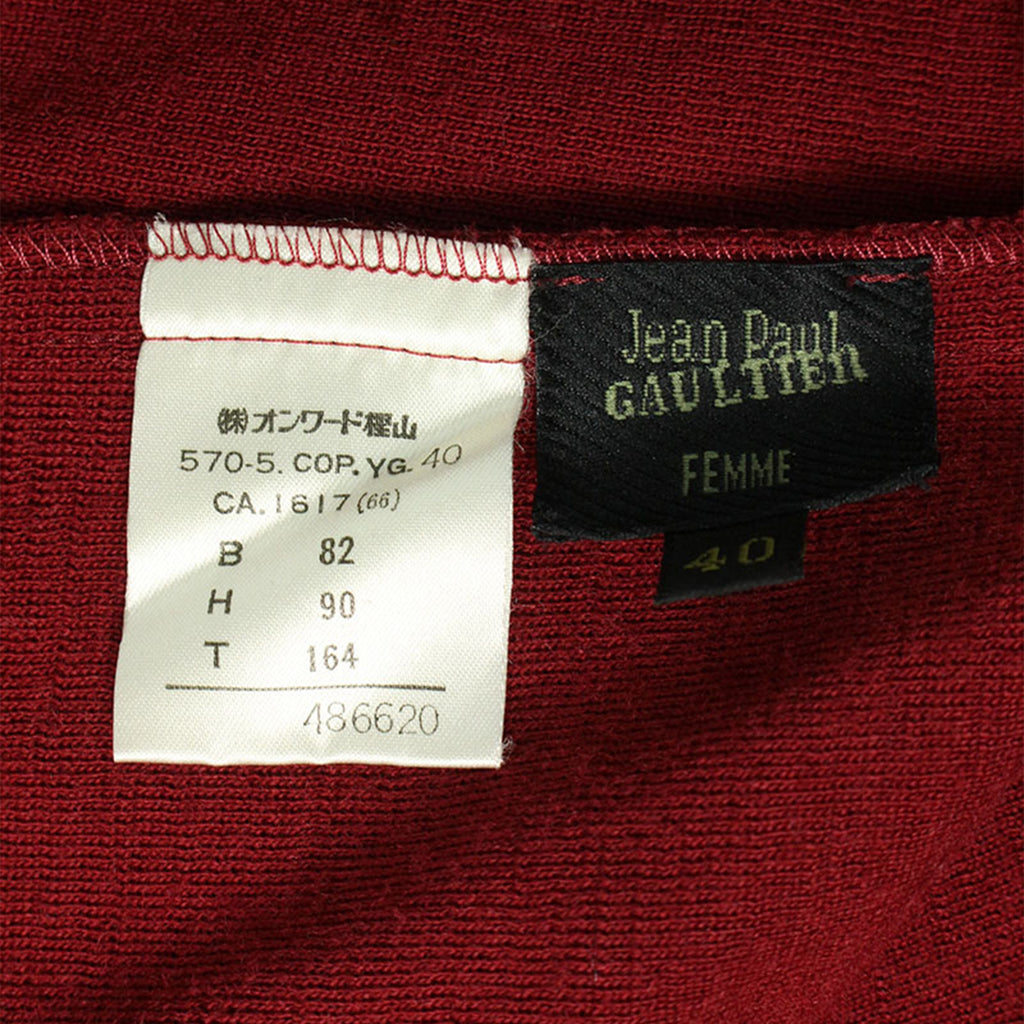 ㈱オンワード樫山
570-5. COP. YG. 40
CA. 1617 (66)
B 82
H 90
T 164
486620
Jean Paul
GAULTIER
FEMME
40